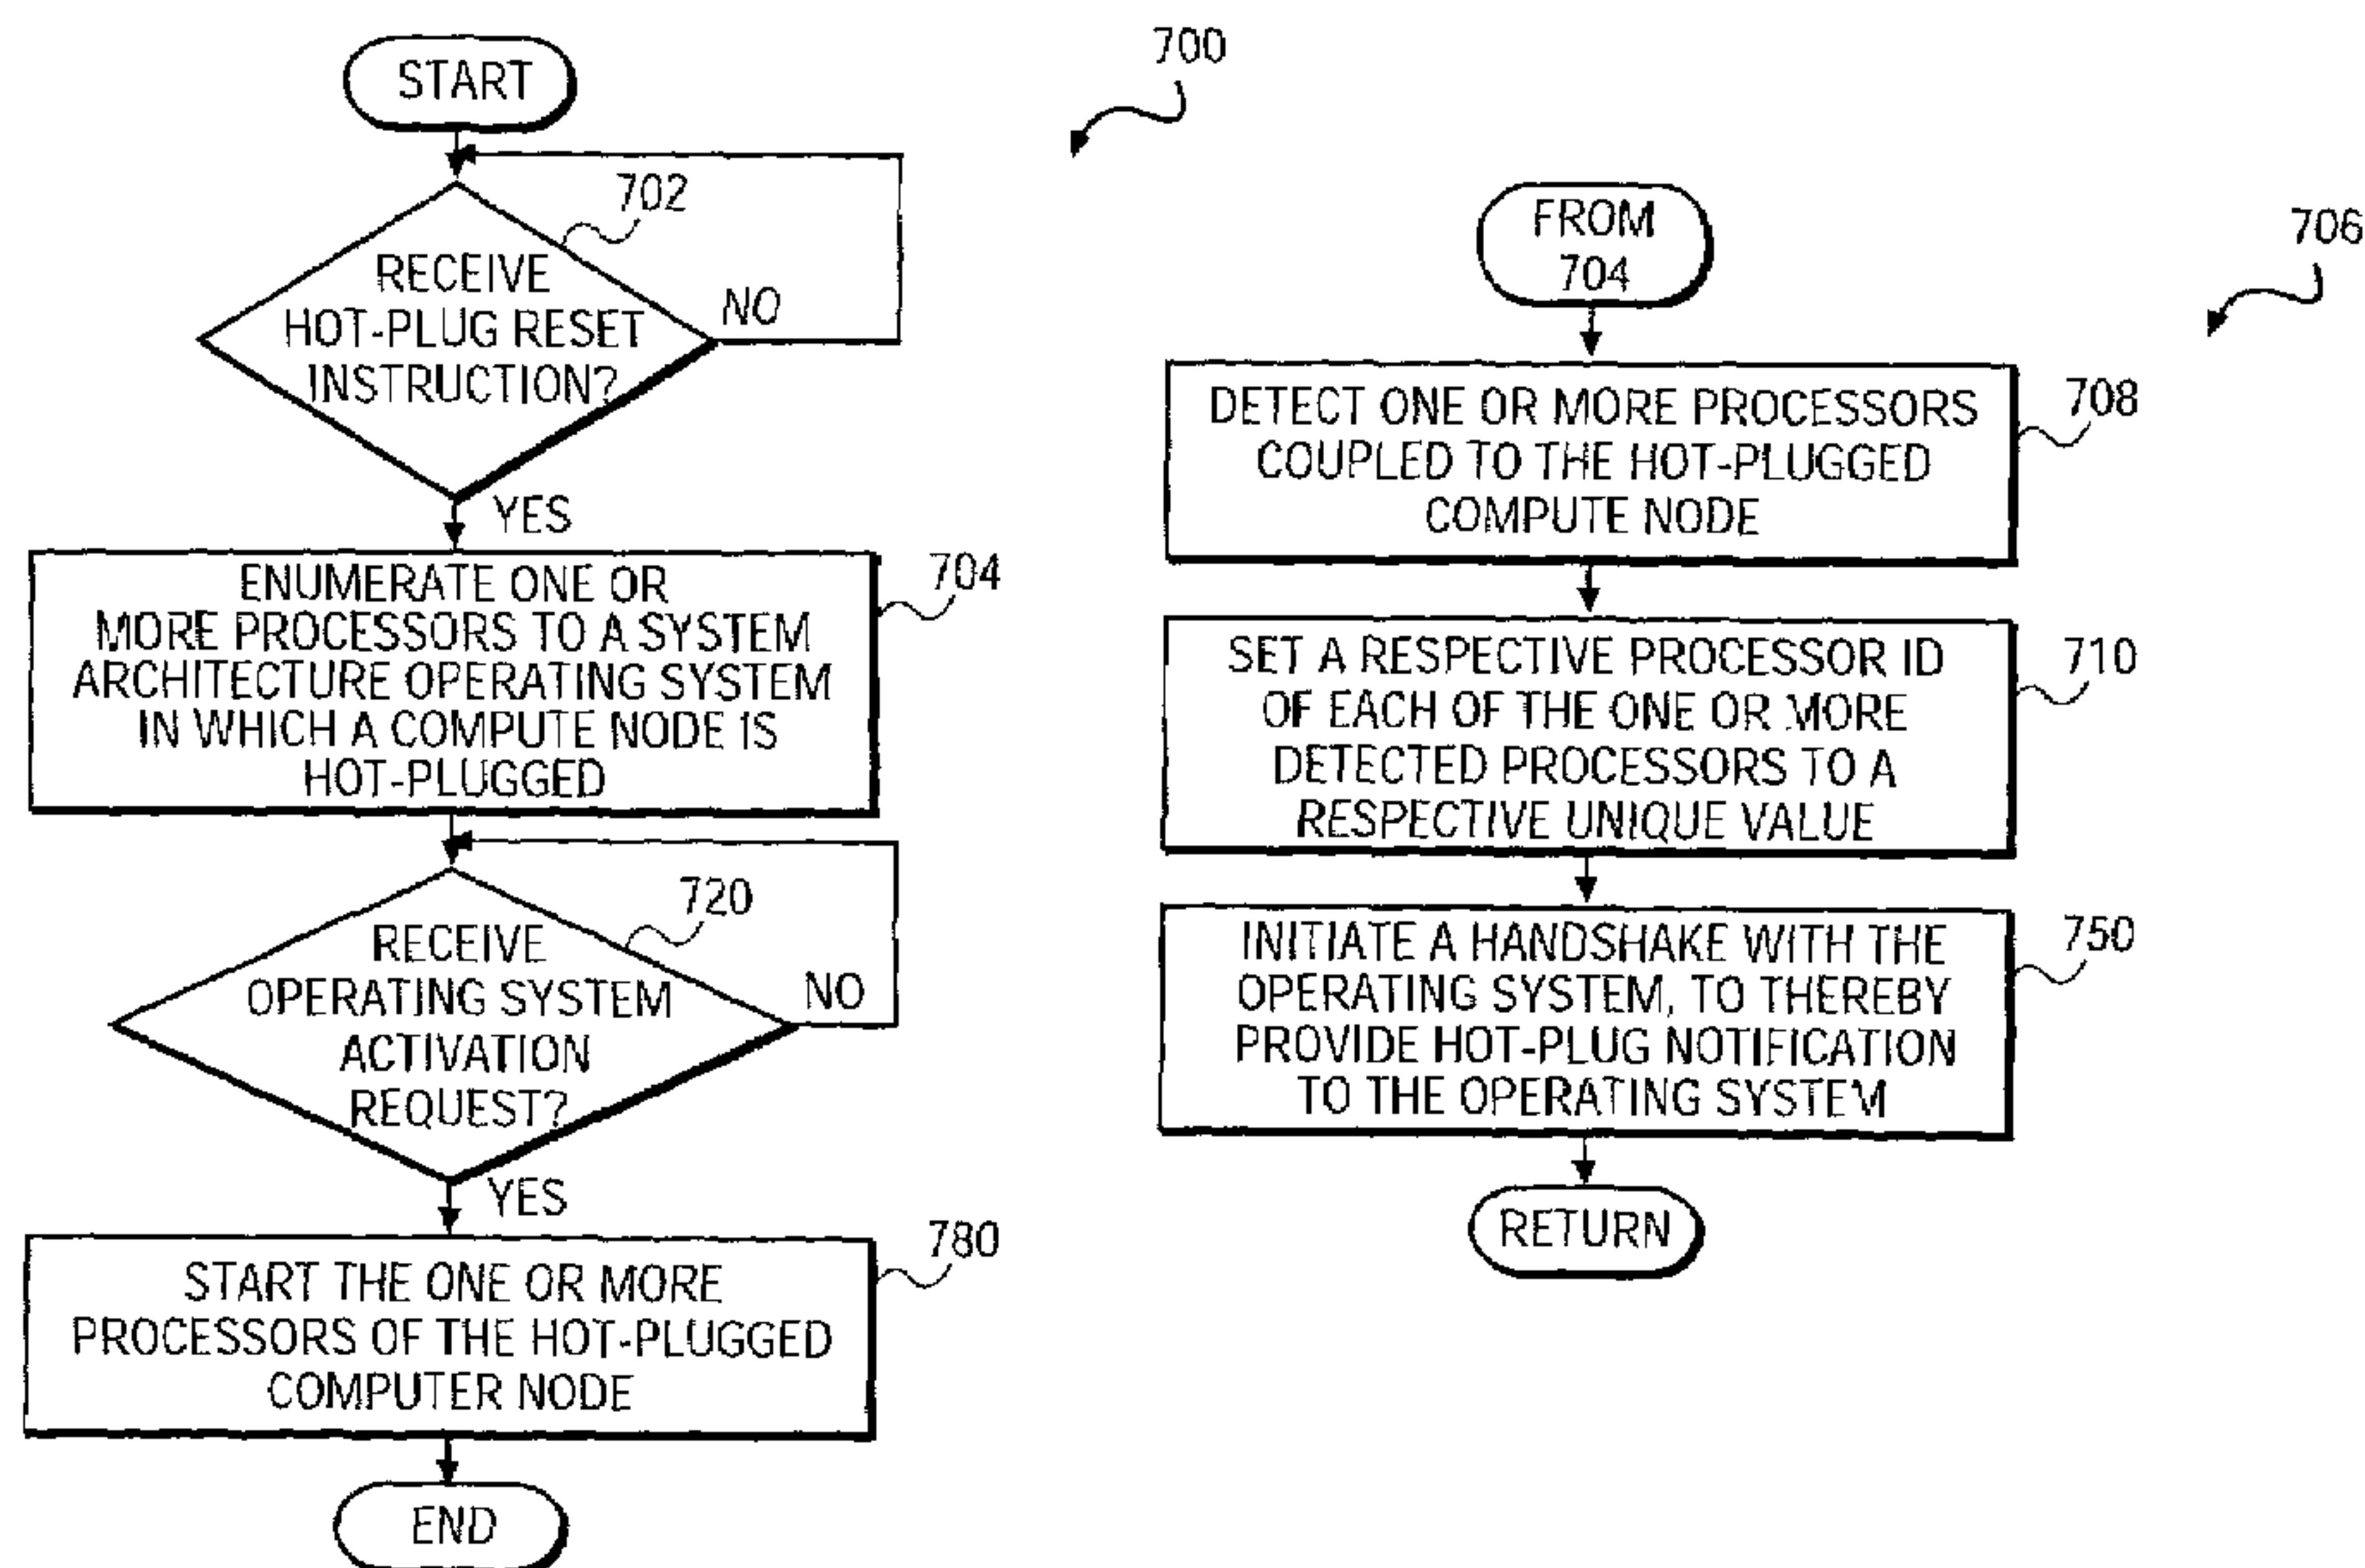 700
START
702
RECEIVE
HOT-PLUG RESET
INSTRUCTION?
NO
YES
704
ENUMERATE ONE OR
MORE PROCESSORS TO A SYSTEM
ARCHITECTURE OPERATING SYSTEM
IN WHICH A COMPUTE NODE IS
HOT-PLUGGED
720
RECEIVE
OPERATING SYSTEM
ACTIVATION
REQUEST?
NO
YES
780
START THE ONE OR MORE
PROCESSORS OF THE HOT-PLUGGED
COMPUTER NODE
END
706
FROM
704
708
DETECT ONE OR MORE PROCESSORS
COUPLED TO THE HOT-PLUGGED
COMPUTE NODE
710
SET A RESPECTIVE PROCESSOR ID
OF EACH OF THE ONE OR MORE
DETECTED PROCESSORS TO A
RESPECTIVE UNIQUE VALUE
750
INITIATE A HANDSHAKE WITH THE
OPERATING SYSTEM, TO THEREBY
PROVIDE HOT-PLUG NOTIFICATION
TO THE OPERATING SYSTEM
RETURN